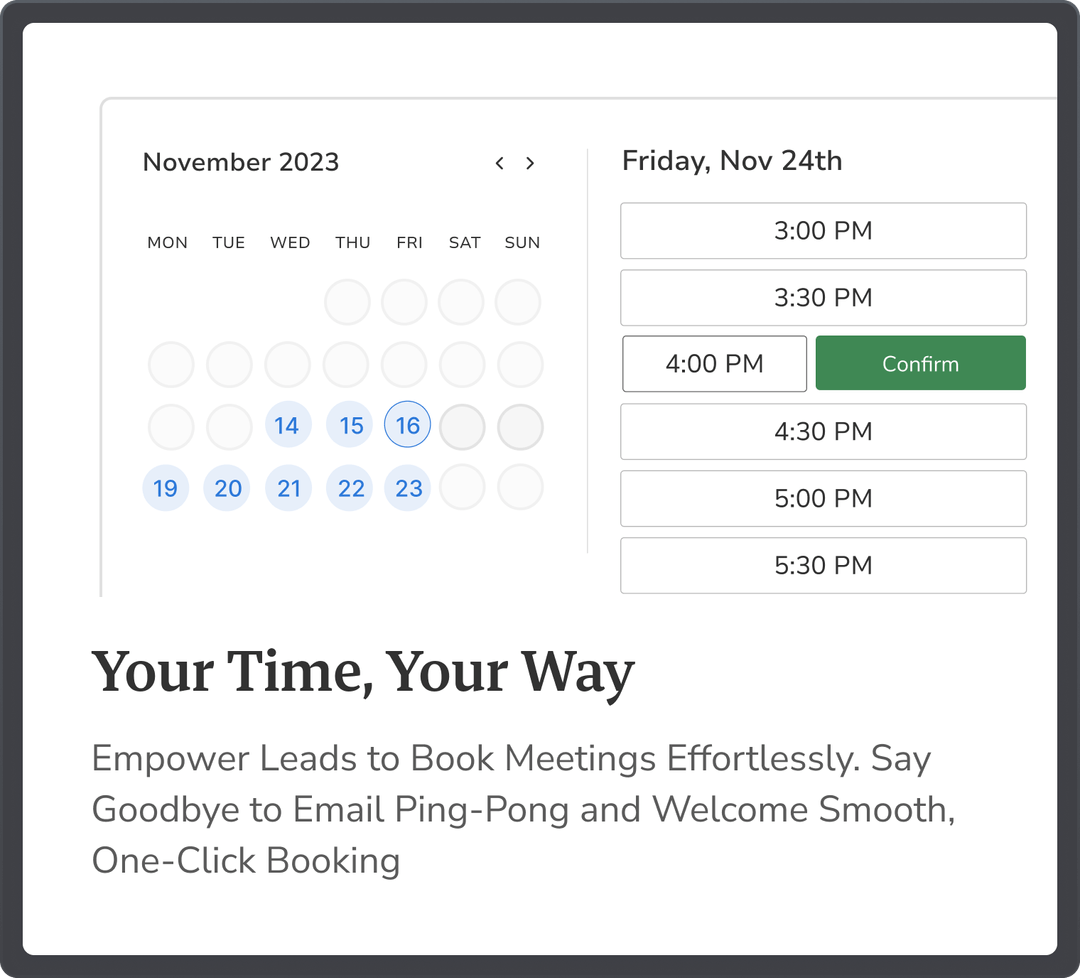 November 2023
< >
MON TUE WED THU FRI SAT SUN
14 15 16
19 20 21 22 23
Friday, Nov 24th
3:00 PM
3:30 PM
4:00 PM Confirm
4:30 PM
5:00 PM
5:30 PM
Your Time, Your Way
Empower Leads to Book Meetings Effortlessly. Say
Goodbye to Email Ping-Pong and Welcome Smooth,
One-Click Booking